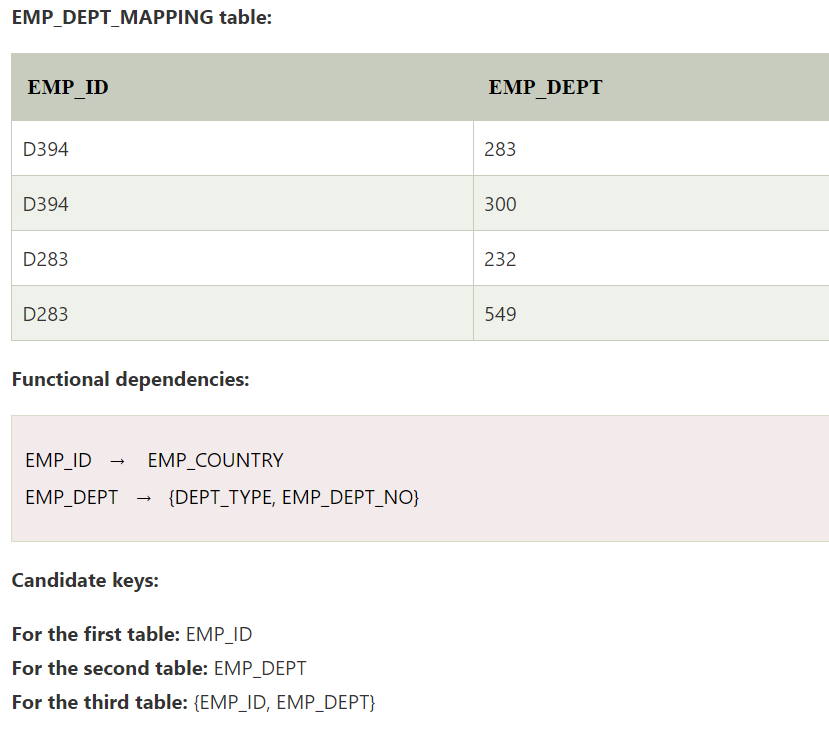 EMP_DEPT_MAPPING table:
EMP_ID EMP_DEPT
D394 283
D394 300
D283 232
D283 549
Functional dependencies:
EMP_ID → EMP_COUNTRY
EMP_DEPT → {DEPT_TYPE, EMP_DEPT_NO}
Candidate keys:
For the first table: EMP_ID
For the second table: EMP_DEPT
For the third table: {EMP_ID, EMP_DEPT}